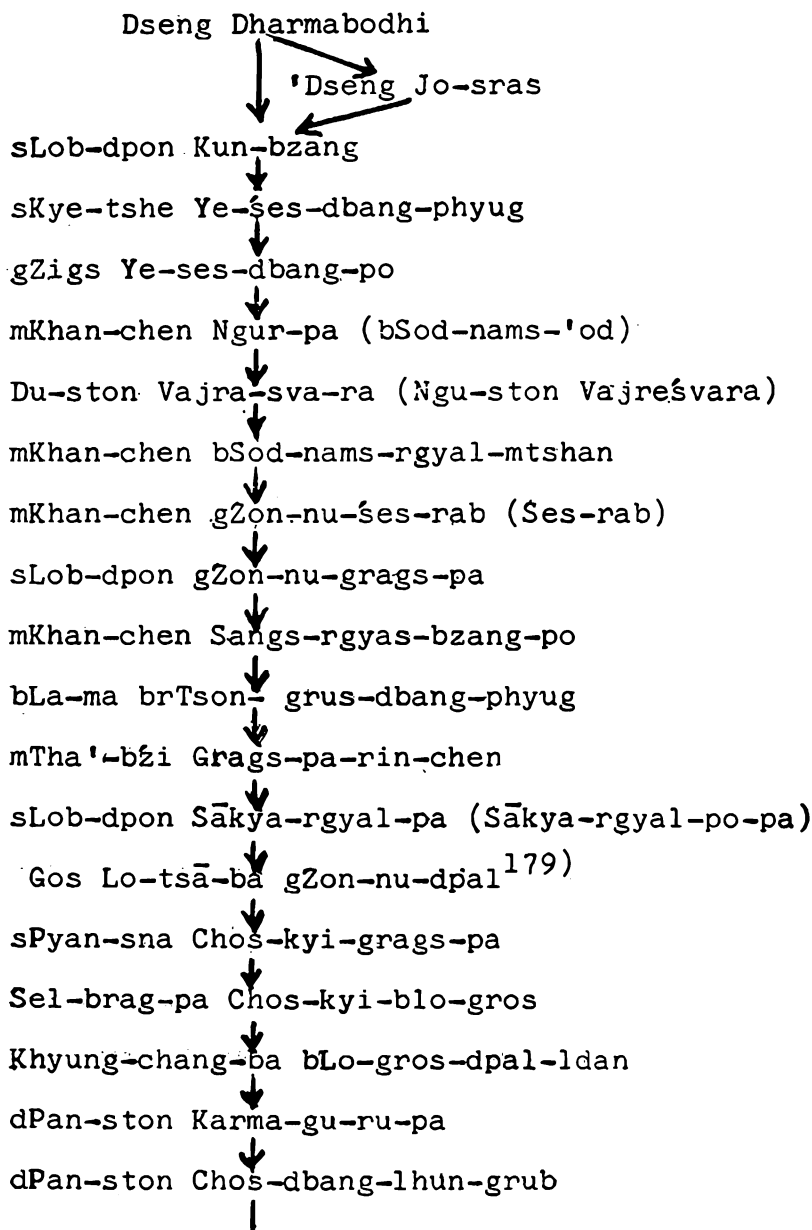 Dseng Dharmabodhi
'Dseng Jo-sras
sLob-dpon Kun-bzang
sKye-tshe Ye-śes-dbang-phyug
gZigs Ye-ses-dbang-po
mKhan-chen Ngur-pa (bSod-nams-'od)
Du-ston Vajra-sva-ra (Ngu-ston Vajreśvara)
mKhan-chen bSod-nams-rgyal-mtshan
mKhan-chen gŹon-nu-śes-rab (Śes-rab)
sLob-dpon gŹon-nu-grags-pa
mKhan-chen Sangs-rgyas-bzang-po
bLa-ma brTson- grus-dbang-phyug
mTha'-bźi Grags-pa-rin-chen
sLob-dpon Śākya-rgyal-pa (Śākya-rgyal-po-pa)
Gos Lo-tsā-ba gŹon-nu-dpal179)
sPyan-sna Chos-kyi-grags-pa
Śel-brag-pa Chos-kyi-blo-gros
Khyung-chang-ba bLo-gros-dpal-ldan
dPan-ston Karma-gu-ru-pa
dPan-ston Chos-dbang-lhun-grub